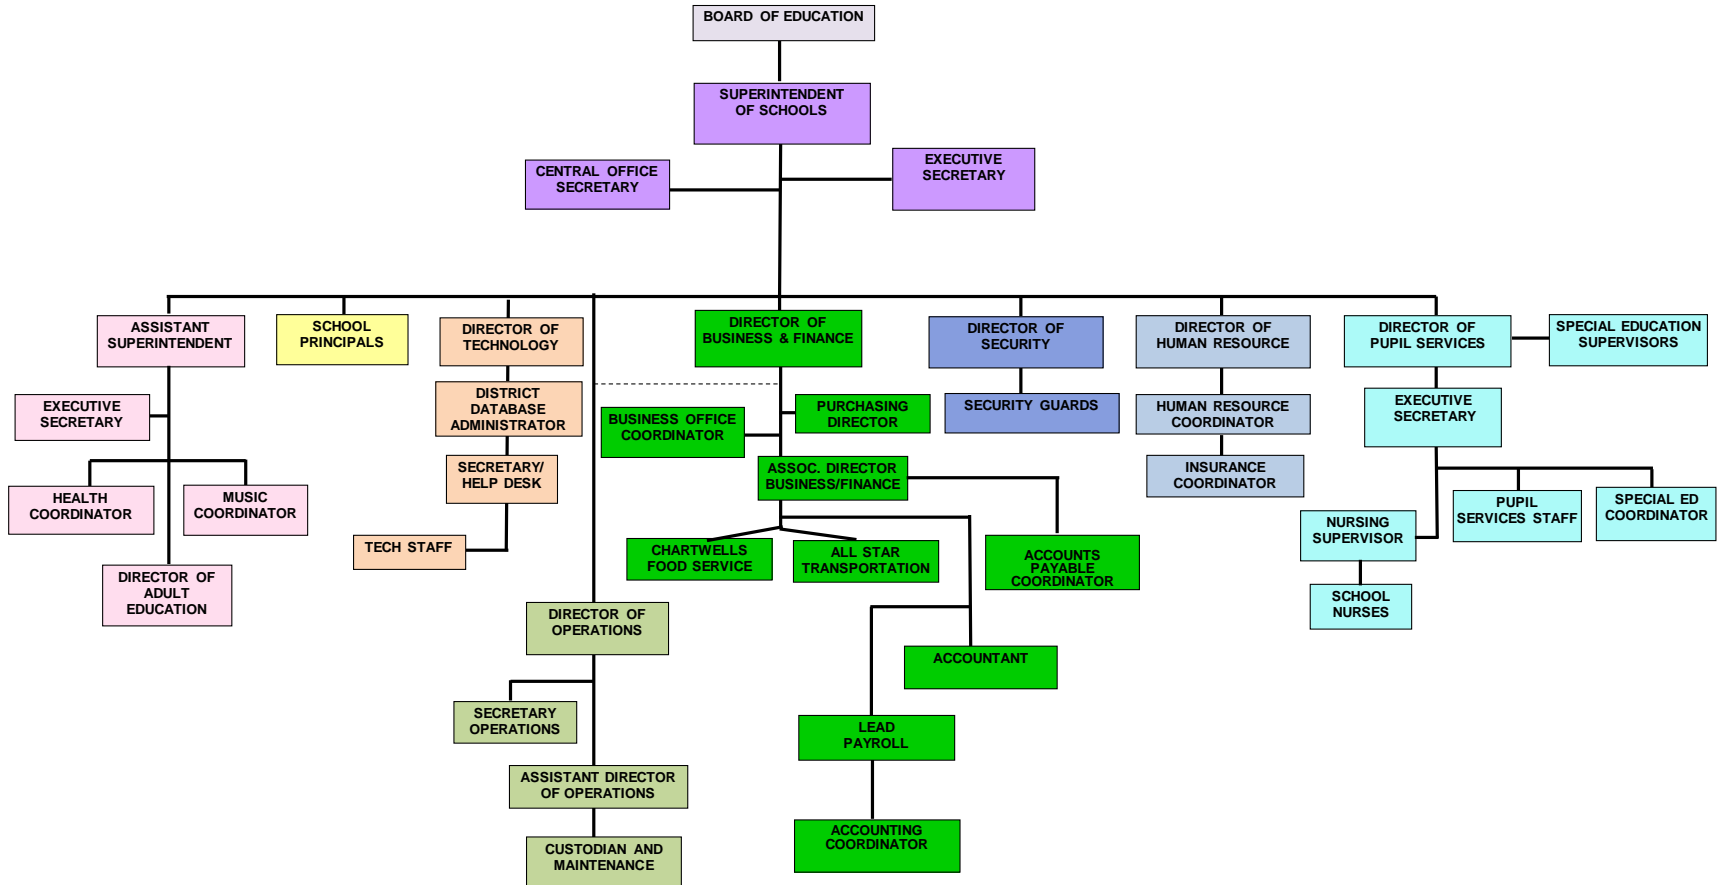 BOARD OF EDUCATION
SUPERINTENDENT
OF SCHOOLS
CENTRAL OFFICE
SECRETARY
EXECUTIVE
SECRETARY
ASSISTANT
SUPERINTENDENT
SCHOOL
PRINCIPALS
DIRECTOR OF
TECHNOLOGY
DIRECTOR OF
BUSINESS & FINANCE
DIRECTOR OF
SECURITY
DIRECTOR OF
HUMAN RESOURCE
DIRECTOR OF
PUPIL SERVICES
SPECIAL EDUCATION
SUPERVISORS
EXECUTIVE
SECRETARY
DISTRICT
DATABASE
ADMINISTRATOR
BUSINESS OFFICE
COORDINATOR
PURCHASING
DIRECTOR
SECURITY GUARDS
HUMAN RESOURCE
COORDINATOR
EXECUTIVE
SECRETARY
HEALTH
COORDINATOR
MUSIC
COORDINATOR
SECRETARY/
HELP DESK
ASSOC. DIRECTOR
BUSINESS/FINANCE
INSURANCE
COORDINATOR
NURSING
SUPERVISOR
PUPIL
SERVICES STAFF
SPECIAL ED
COORDINATOR
TECH STAFF
CHARTWELLS
FOOD SERVICE
ALL STAR
TRANSPORTATION
ACCOUNTS
PAYABLE
COORDINATOR
DIRECTOR OF
ADULT
EDUCATION
SCHOOL
NURSES
DIRECTOR OF
OPERATIONS
ACCOUNTANT
SECRETARY
OPERATIONS
LEAD
PAYROLL
ASSISTANT DIRECTOR
OF OPERATIONS
ACCOUNTING
COORDINATOR
CUSTODIAN AND
MAINTENANCE